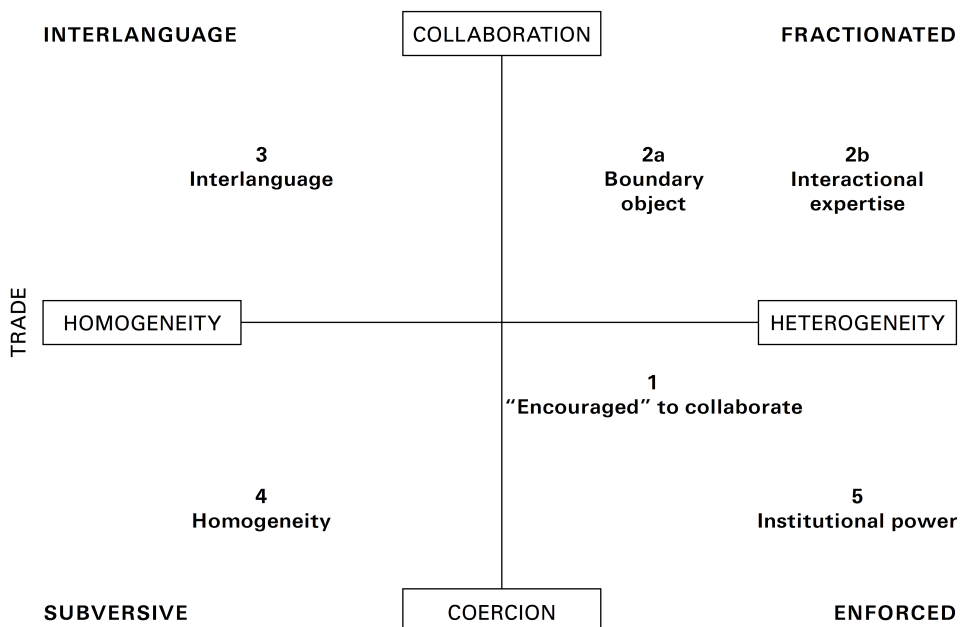 INTERLANGUAGE
COLLABORATION
FRACTIONATED
3
Interlanguage
2a
Boundary
object
2b
Interactional
expertise
TRADE
HOMOGENEITY
HETEROGENEITY
1
“Encouraged” to collaborate
4
Homogeneity
5
Institutional power
SUBVERSIVE
COERCION
ENFORCED